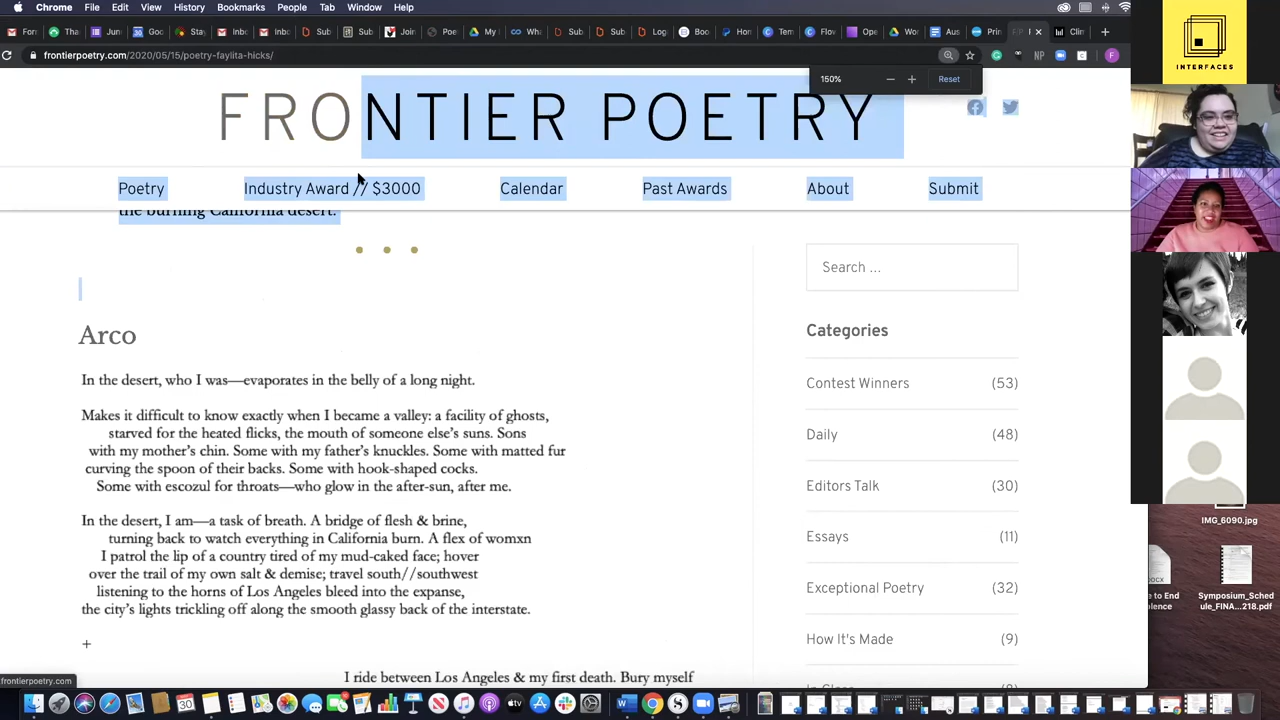 Chrome File Edit View History Bookmarks People Tab Window Help
frontierpoetry.com/2020/05/15/poetry-faylita-hicks/
150% Reset
FRONTIER POETRY
Poetry Industry Award // $3000 Calendar Past Awards About Submit
the burning California desert.
Search …
Arco
In the desert, who I was—evaporates in the belly of a long night.
Makes it difficult to know exactly when I became a valley: a facility of ghosts,
starved for the heated flicks, the mouth of someone else's suns. Sons
with my mother's chin. Some with my father's knuckles. Some with matted fur
curving the spoon of their backs. Some with hook-shaped cocks.
Some with escozul for throats—who glow in the after-sun, after me.
In the desert, I am—a task of breath. A bridge of flesh & brine,
turning back to watch everything in California burn. A flex of womxn
I patrol the lip of a country tired of my mud-caked face; hover
over the trail of my own salt & demise; travel south//southwest
listening to the horns of Los Angeles bleed into the expanse,
the city's lights trickling off along the smooth glassy back of the interstate.
+
I ride between Los Angeles & my first death. Bury myself
Categories
Contest Winners (53)
Daily (48)
Editors Talk (30)
Essays (11)
Exceptional Poetry (32)
How It's Made (9)
frontierpoetry.com
INTERFACES
IMG_6090.jpg
Symposium_Sched
ule_FINA...218.pdf